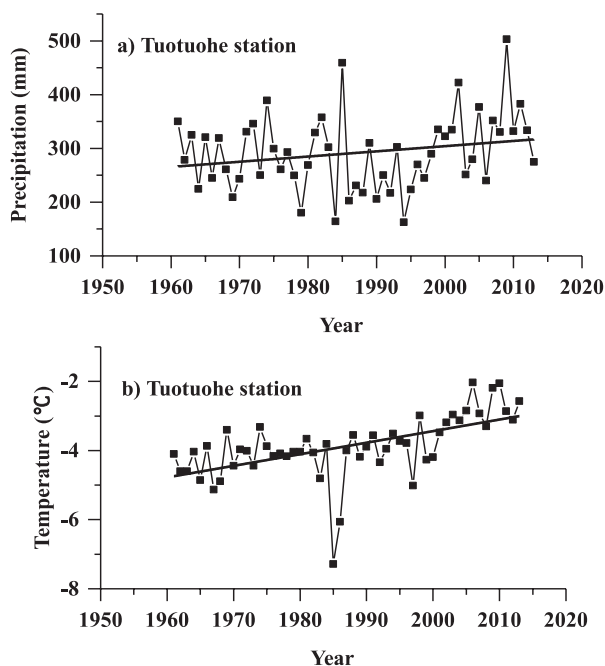 a) Tuotuohe station
Precipitation (mm)
500
400
300
200
100
1950 1960 1970 1980 1990 2000 2010 2020
Year
b) Tuotuohe station
Temperature (℃)
-2
-4
-6
-8
1950 1960 1970 1980 1990 2000 2010 2020
Year